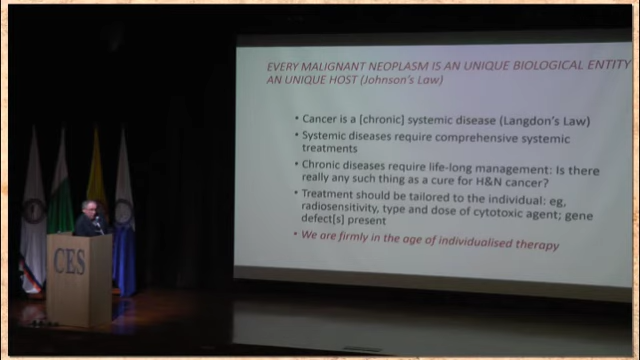 EVERY MALIGNANT NEOPLASM IS AN UNIQUE BIOLOGICAL ENTITY
AN UNIQUE HOST (Johnson's Law)
• Cancer is a [chronic] systemic disease (Langdon's Law)
• Systemic diseases require comprehensive systemic
treatments
• Chronic diseases require life-long management: Is there
really any such thing as a cure for H&N cancer?
• Treatment should be tailored to the individual: eg,
radiosensitivity, type and dose of cytotoxic agent; gene
defect[s] present
• We are firmly in the age of individualised therapy
CES